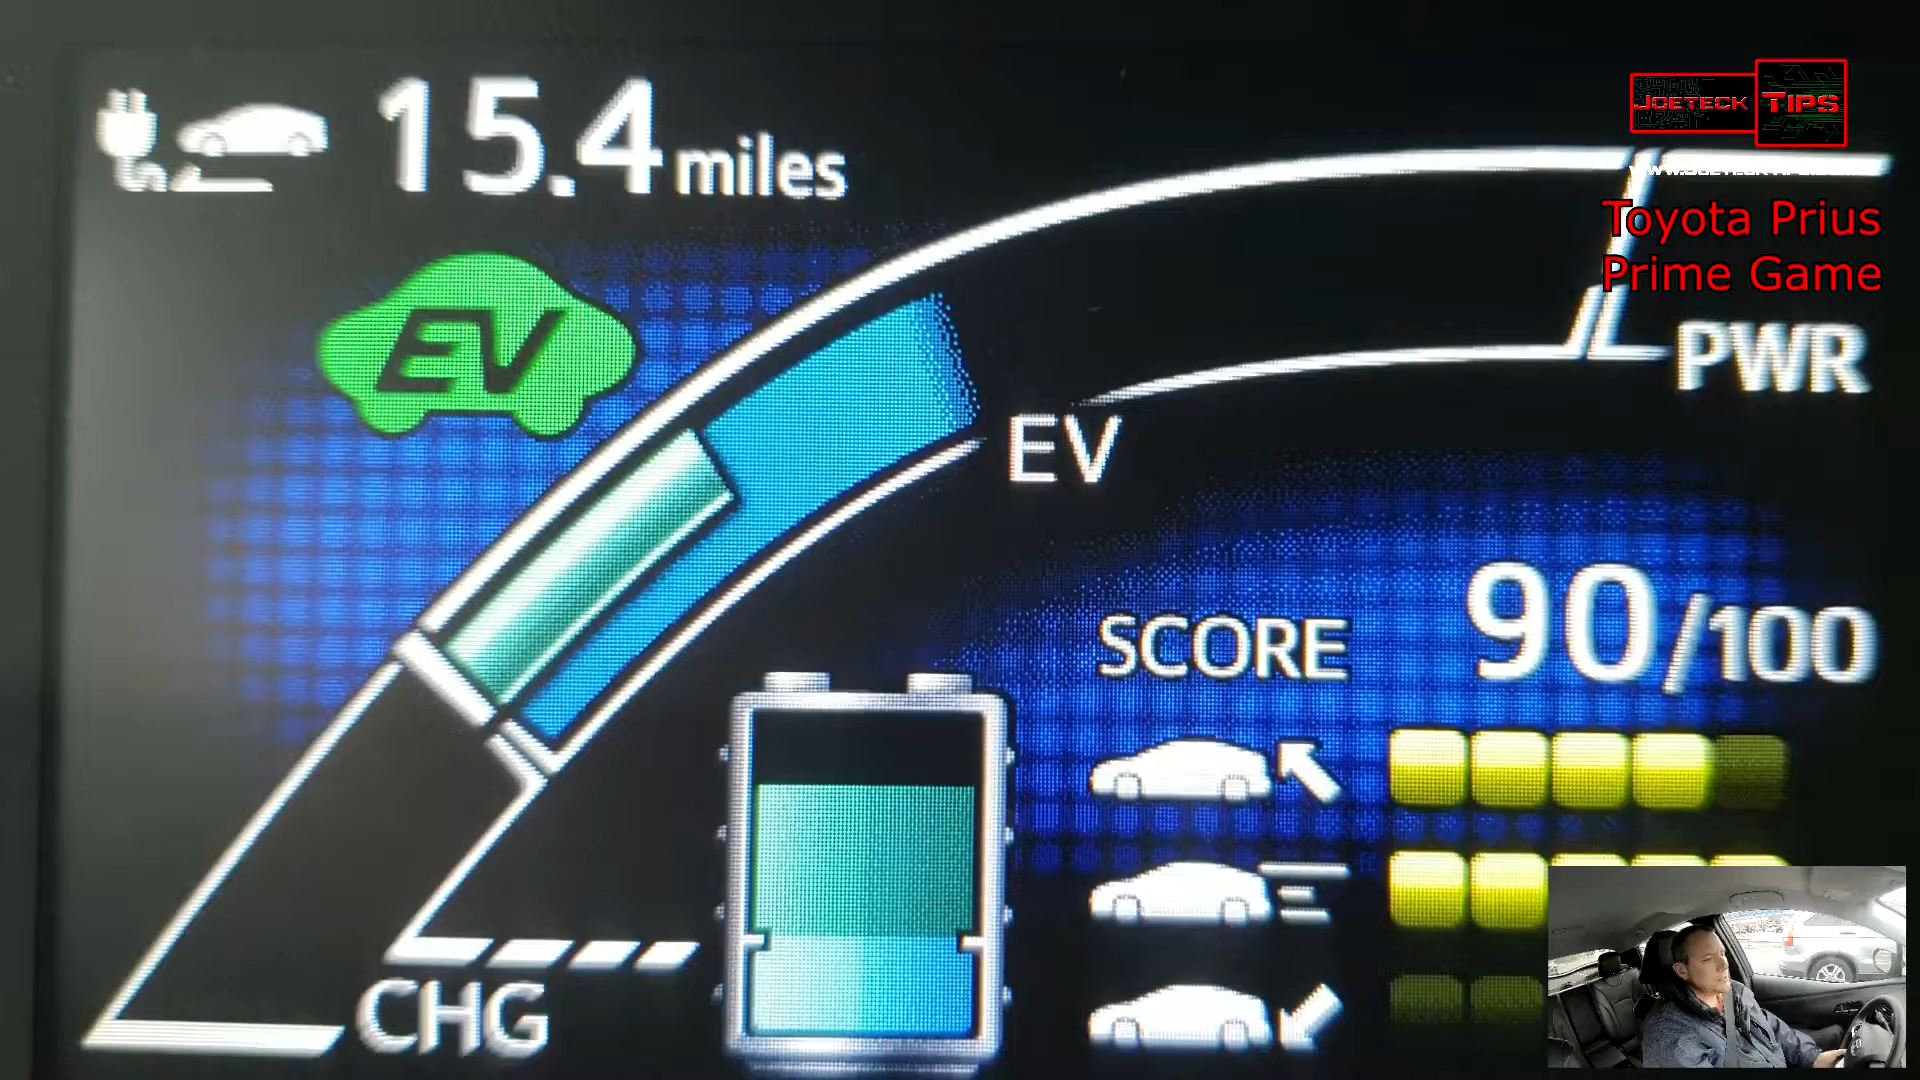 15.4 miles
JOETECK TIPS
Toyota Prius
Prime Game
EV
PWR
EV
SCORE 90/100
CHG